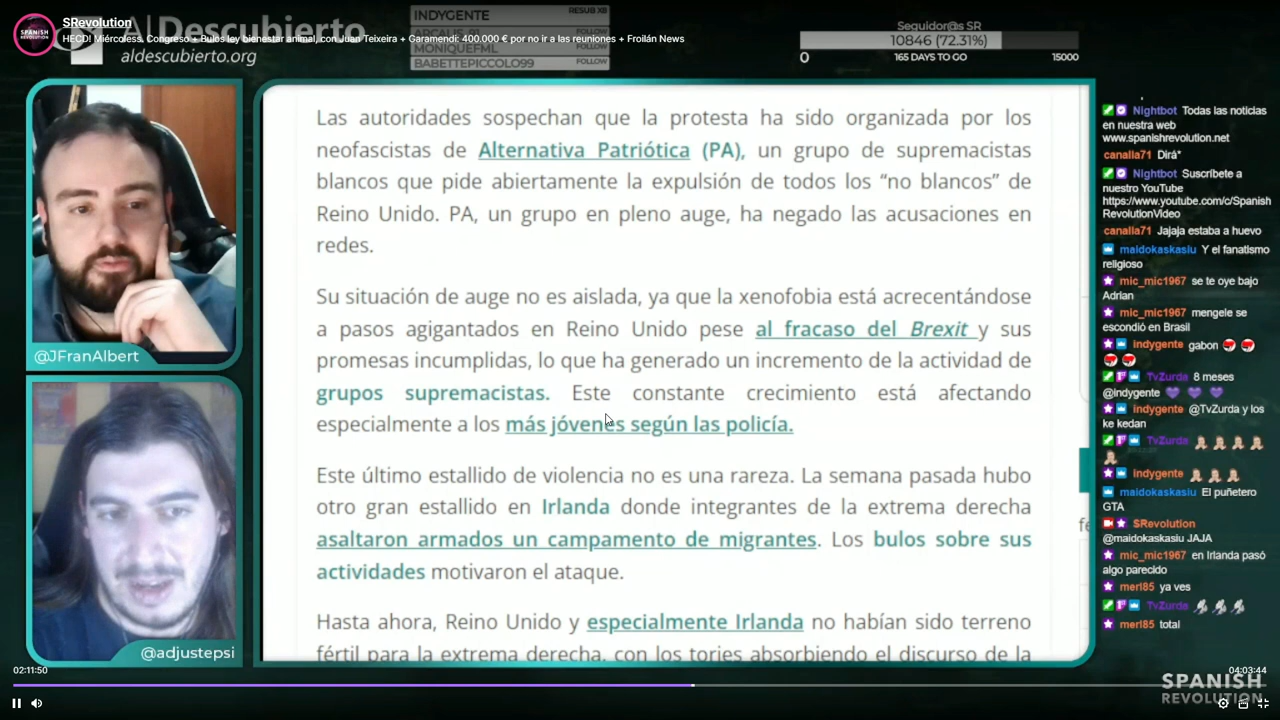 SRevolution
HECD! Miércoless, Congreso + Bulos ley bienestar animal, con Juan Teixeira + Garamendi: 400.000 € por no ir a las reuniones + Froilán News
Al Descubierto
aldescubierto.org
SPANISH
REVOLUTION
INDYGENTE RESUB X8
ARCALIS_91 FOLLOW
MONIQUEFML FOLLOW
BABETTEPICCOLO99 FOLLOW
Seguidor@s SR
10846 (72.31%)
0 165 DAYS TO GO 15000
Las autoridades sospechan que la protesta ha sido organizada por los
neofascistas de Alternativa Patriótica (PA), un grupo de supremacistas
blancos que pide abiertamente la expulsión de todos los “no blancos” de
Reino Unido. PA, un grupo en pleno auge, ha negado las acusaciones en
redes.
Su situación de auge no es aislada, ya que la xenofobia está acrecentándose
a pasos agigantados en Reino Unido pese al fracaso del Brexit y sus
promesas incumplidas, lo que ha generado un incremento de la actividad de
grupos supremacistas. Este constante crecimiento está afectando
especialmente a los más jóvenes según las policía.
Este último estallido de violencia no es una rareza. La semana pasada hubo
otro gran estallido en Irlanda donde integrantes de la extrema derecha
asaltaron armados un campamento de migrantes. Los bulos sobre sus
actividades motivaron el ataque.
Hasta ahora, Reino Unido y especialmente Irlanda no habían sido terreno
fértil para la extrema derecha, con los tories absorbiendo el discurso de la
fe
@JFranAlbert
@adjustepsi
Nightbot Todas las noticias
en nuestra web
www.spanishrevolution.net
canalla71 Dirá*
Nightbot Suscríbete a
nuestro YouTube
https://www.youtube.com/c/Spanish
RevolutionVideo
canalla71 Jajaja estaba a huevo
maidokaskasiu Y el fanatismo
religioso
mic_mic1967 se te oye bajo
Adrian
mic_mic1967 mengele se
escondió en Brasil
indygente gabon
TvZurda 8 meses
@indygente
indygente @TvZurda y los
ke kedan
TvZurda
indygente
maidokaskasiu El puñetero
GTA
SRevolution
@maidokaskasiu JAJA
mic_mic1967 en Irlanda pasó
algo parecido
merl85 ya ves
TvZurda
merl85 total
02:11:50
04:03:44
SPANISH
REVOLUTION